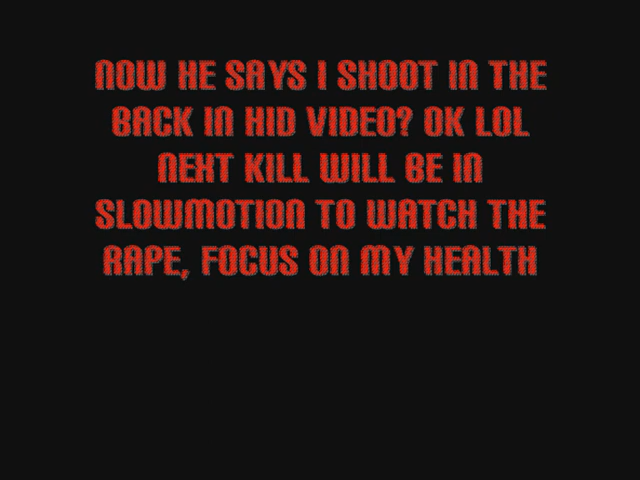 NOW HE SAYS I SHOOT IN THE
BACK IN HID VIDEO? OK LOL
NEXT KILL WILL BE IN
SLOWMOTION TO WATCH THE
RAPE, FOCUS ON MY HEALTH